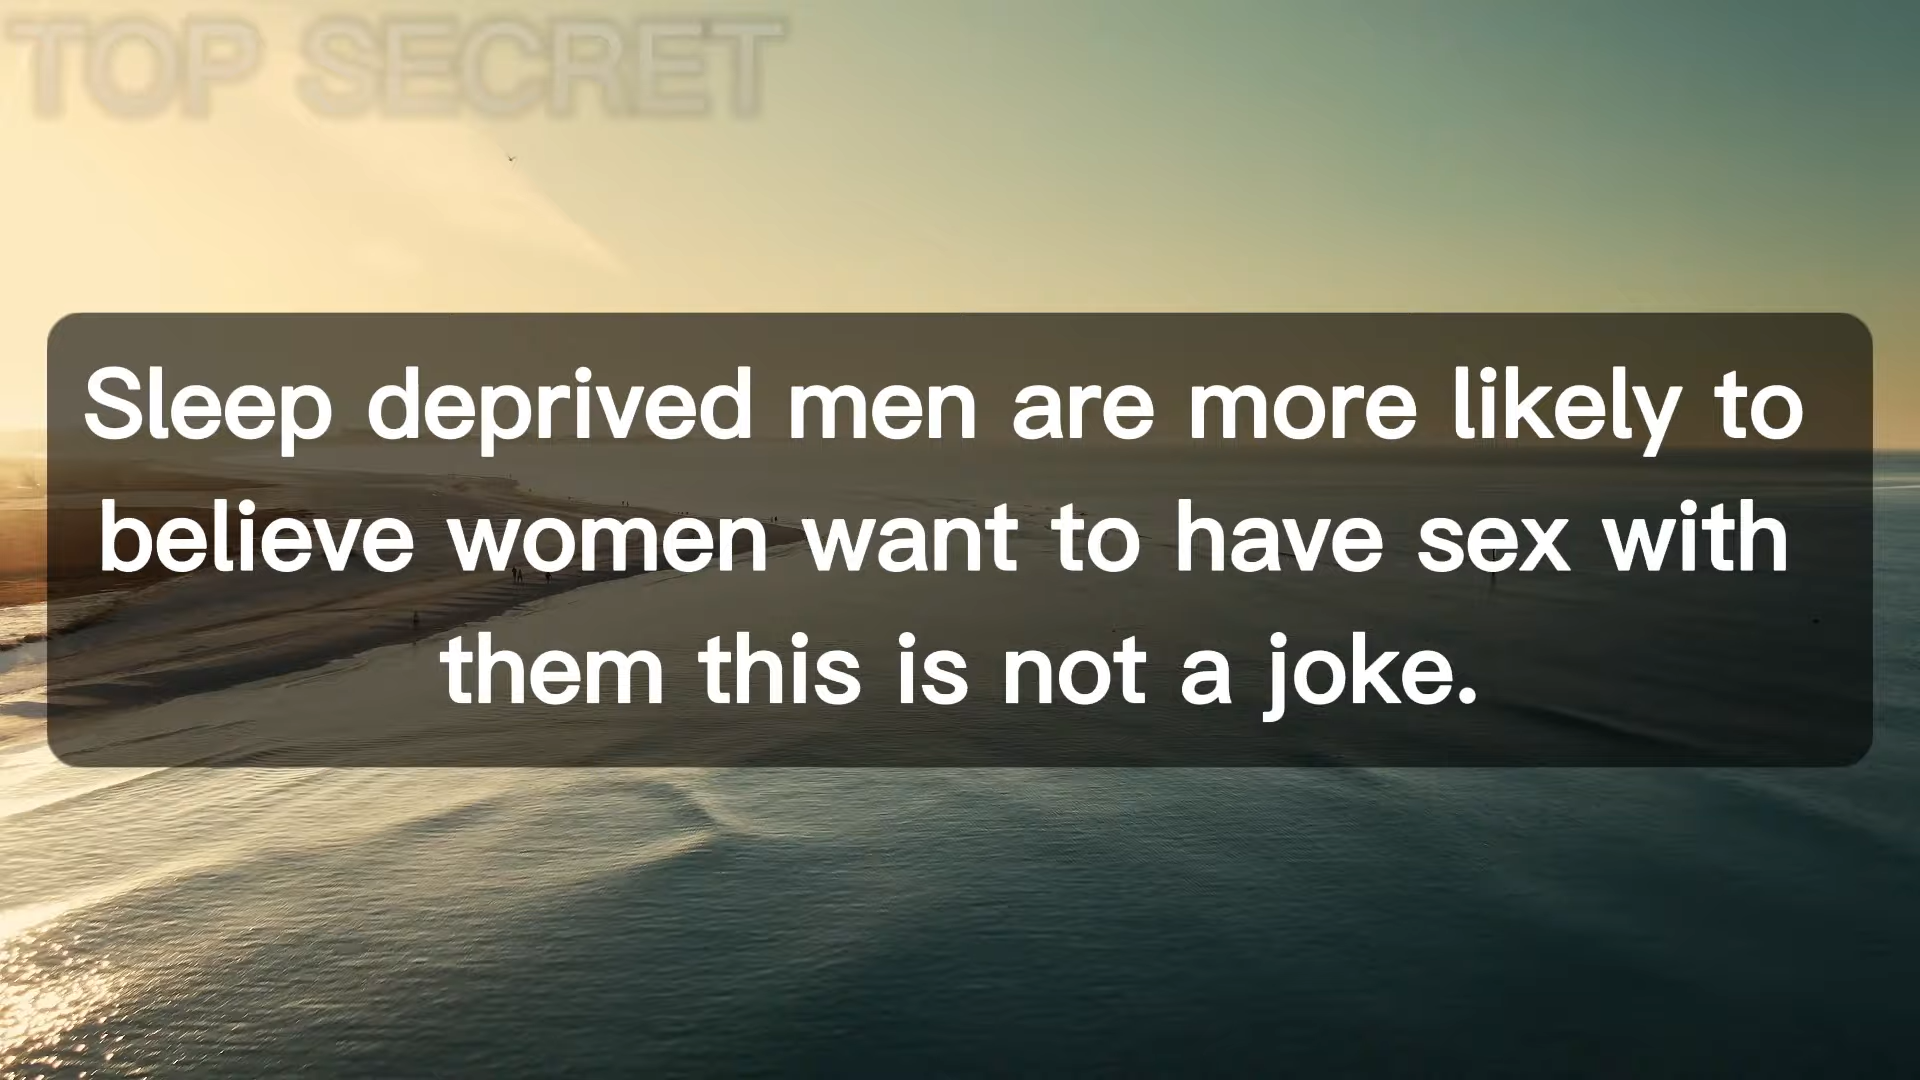 TOP SECRET
Sleep deprived men are more likely to
believe women want to have sex with
them this is not a joke.